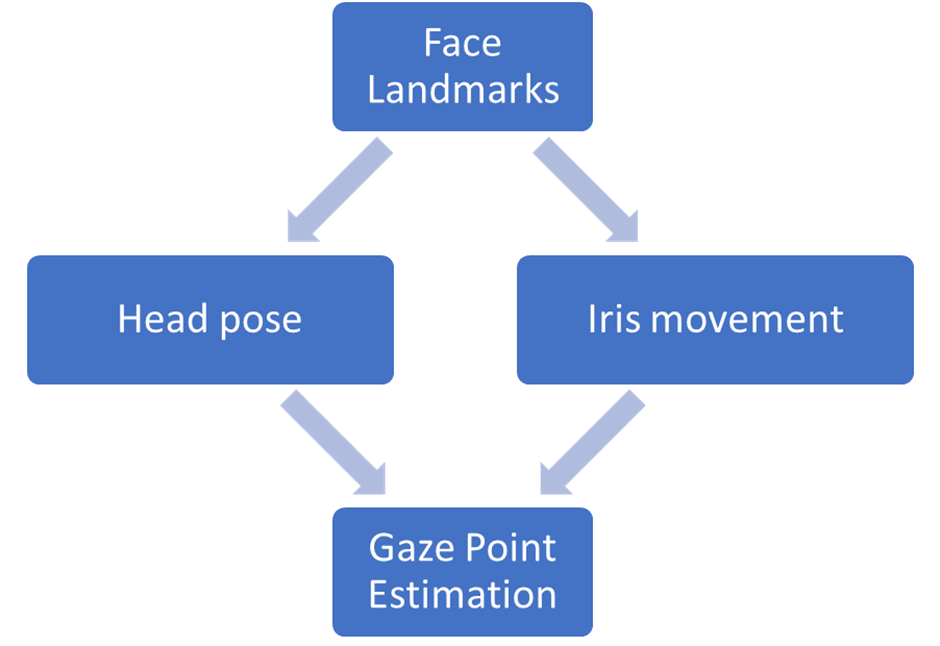 Face
Landmarks
Head pose
Iris movement
Gaze Point
Estimation